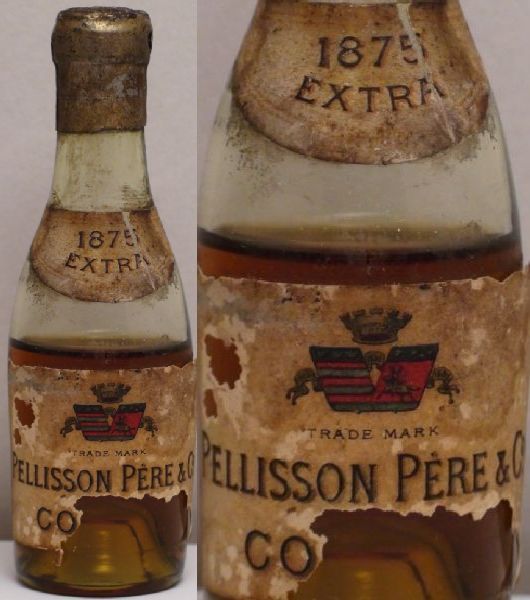 1875
EXTRA
TRADE MARK
PELLISSON PÈRE & C
CO
1875
EXTRA
TRADE MARK
PELLISSON PÈRE & C
CO